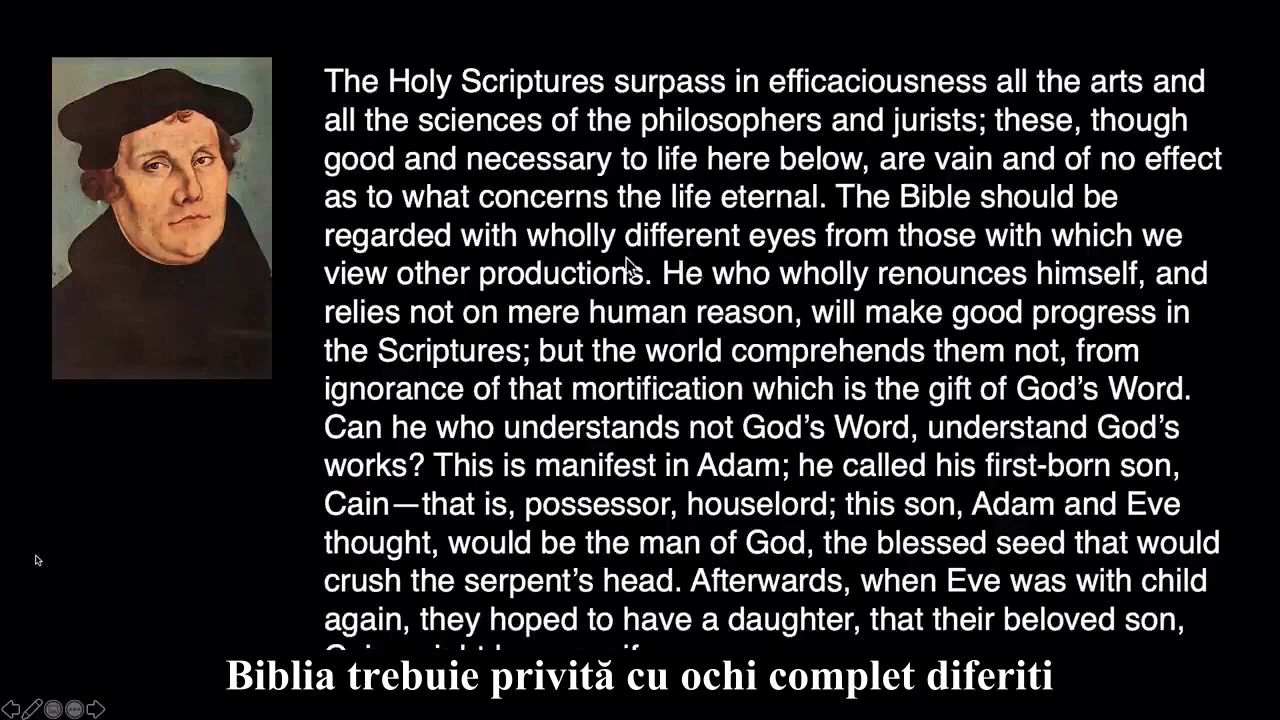 The Holy Scriptures surpass in efficaciousness all the arts and
all the sciences of the philosophers and jurists; these, though
good and necessary to life here below, are vain and of no effect
as to what concerns the life eternal. The Bible should be
regarded with wholly different eyes from those with which we
view other productions. He who wholly renounces himself, and
relies not on mere human reason, will make good progress in
the Scriptures; but the world comprehends them not, from
ignorance of that mortification which is the gift of God’s Word.
Can he who understands not God’s Word, understand God’s
works? This is manifest in Adam; he called his first-born son,
Cain—that is, possessor, houselord; this son, Adam and Eve
thought, would be the man of God, the blessed seed that would
crush the serpent’s head. Afterwards, when Eve was with child
again, they hoped to have a daughter, that their beloved son,
Biblia trebuie privită cu ochi complet diferiti